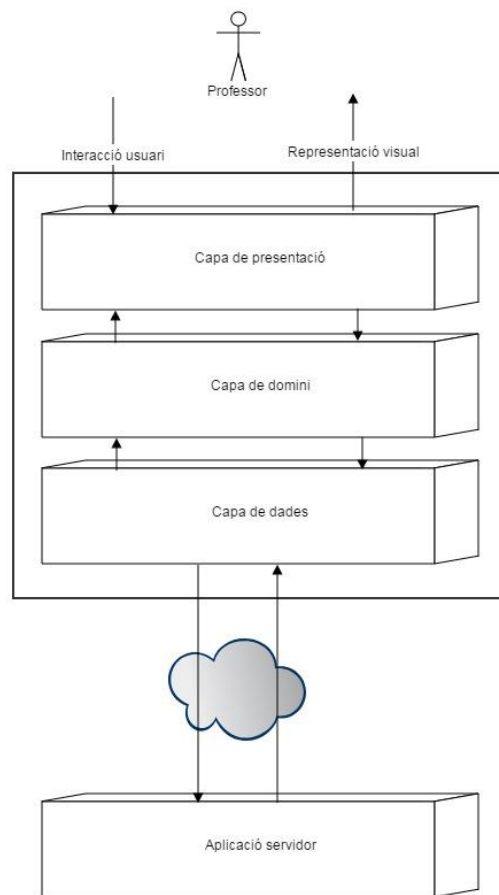 Professor
Interacció usuari
Representació visual
Capa de presentació
Capa de domini
Capa de dades
Aplicació servidor